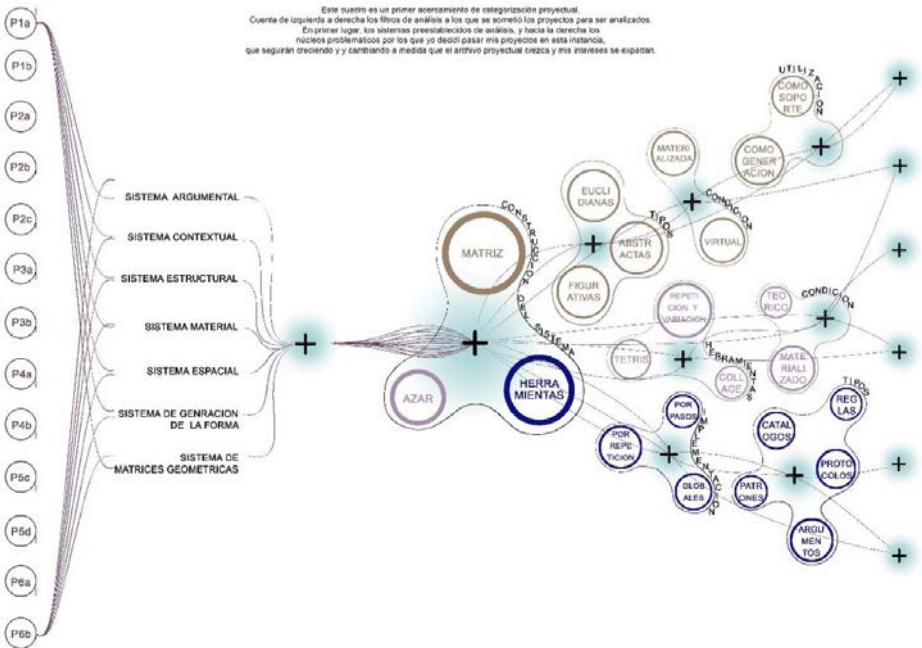 Este cuadro es un primer acercamiento de categorización proyectual.
Cuenta de izquierda a derecha los filtros de análisis a los que se sometió los proyectos para ser analizados.
En primer lugar, los sistemas preestablecidos de análisis, y hacia la derecha los
núcleos problemáticos por los que yo decidí pasar mis proyectos en esta instancia,
que seguirán creciendo y y cambiando a medida que el archivo proyectual crezca y mis intereses se expadan.
P1a
P1b
P2a
P2b
P2c
P3a
P3b
P4a
P4b
P5c
P5d
P6a
P6b
SISTEMA ARGUMENTAL
SISTEMA CONTEXTUAL
SISTEMA ESTRUCTURAL
SISTEMA MATERIAL
SISTEMA ESPACIAL
SISTEMA DE GENRACION
DE LA FORMA
SISTEMA DE
MATRICES GEOMETRICAS
CONSTRUCCION DEL SISTEMA
MATRIZ
AZAR
HERRA
MIENTAS
TIPOS
EUCLI
DIANAS
ABSTR
ACTAS
FIGUR
ATIVAS
CONDICION
MATERI
ALIZADA
VIRTUAL
UTILIZACION
COMO
SOPO
RTE
COMO
GENER
ACION
HERRAMIENTAS
REPETI
CION Y
VARIACION
TETRIS
COLL
AGE
CONDICION
TEO
RICO
MATE
RIALI
ZADO
IMPLEMENTACION
POR
PASOS
POR
REPE
TICION
GLOB
ALES
TIPOS
REG
LAS
CATAL
OGOS
PROTO
COLOS
PATR
ONES
ARGU
MEN
TOS